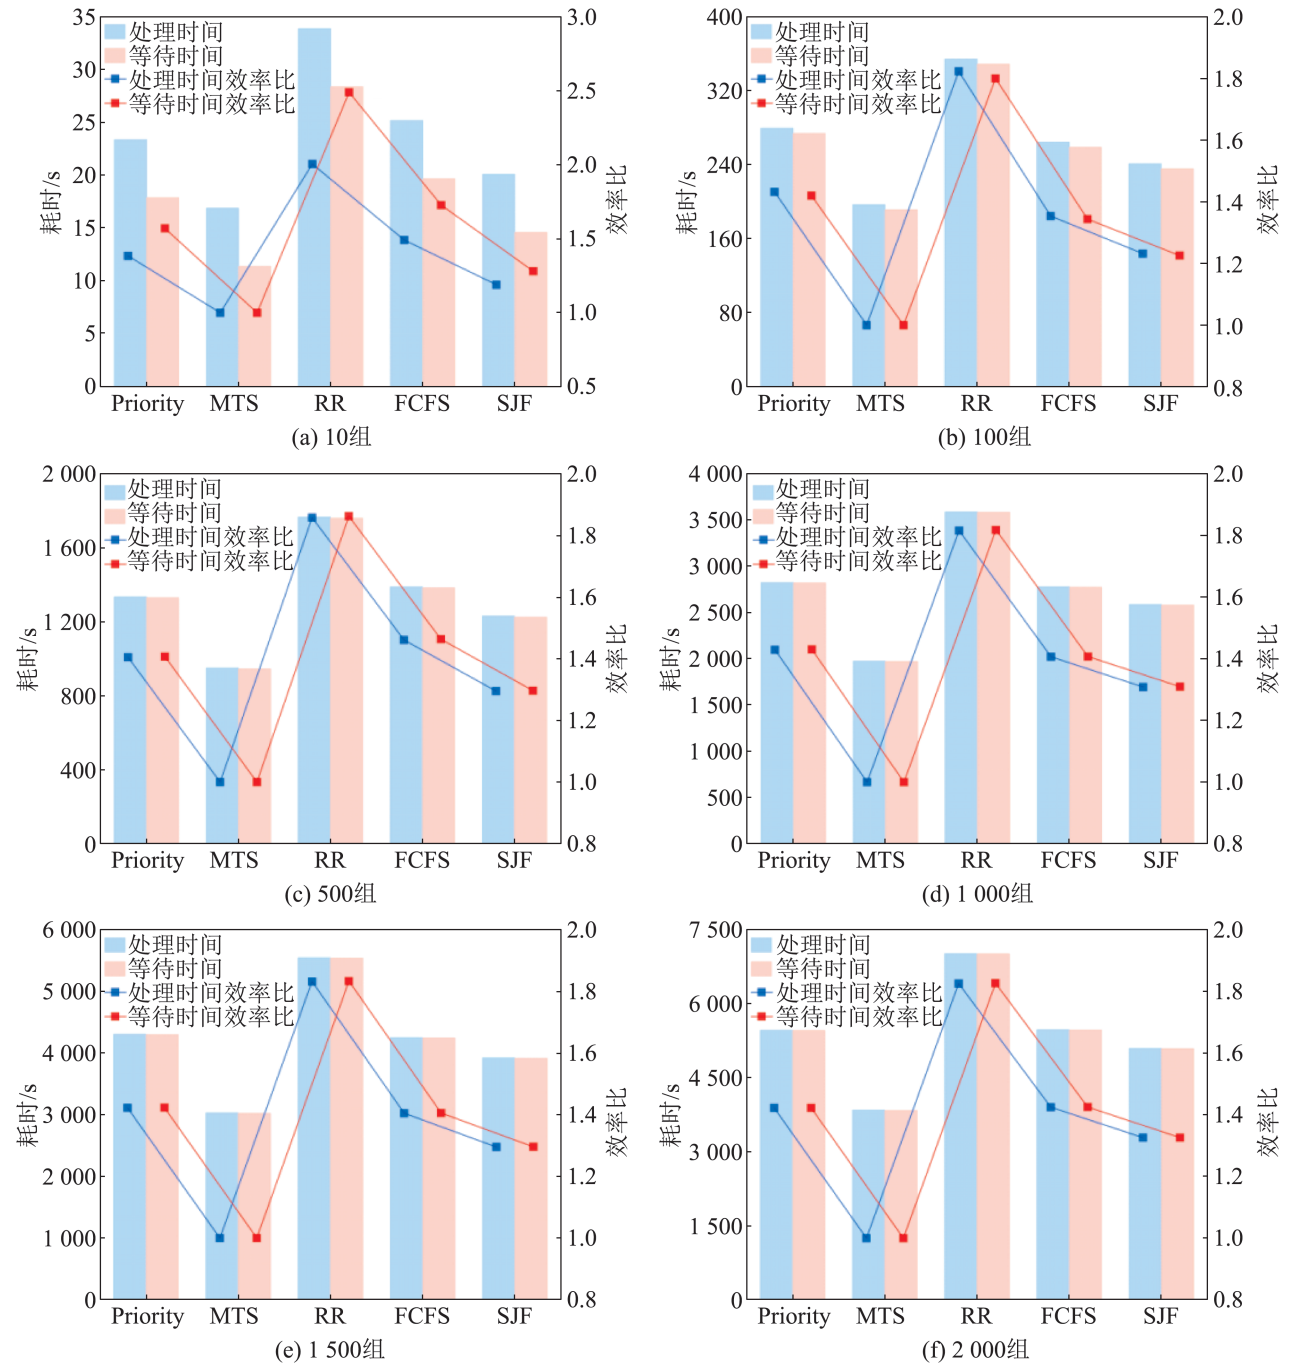 35
30
25
20
15
10
5
0
耗时/s
处理时间
等待时间
处理时间效率比
等待时间效率比
3.0
2.5
2.0
1.5
1.0
0.5
效率比
Priority MTS RR FCFS SJF
(a) 10组
400
320
240
160
80
0
耗时/s
处理时间
等待时间
处理时间效率比
等待时间效率比
2.0
1.8
1.6
1.4
1.2
1.0
0.8
效率比
Priority MTS RR FCFS SJF
(b) 100组
2 000
1 600
1 200
800
400
0
耗时/s
处理时间
等待时间
处理时间效率比
等待时间效率比
2.0
1.8
1.6
1.4
1.2
1.0
0.8
效率比
Priority MTS RR FCFS SJF
(c) 500组
4 000
3 500
3 000
2 500
2 000
1 500
1 000
500
0
耗时/s
处理时间
等待时间
处理时间效率比
等待时间效率比
2.0
1.8
1.6
1.4
1.2
1.0
0.8
效率比
Priority MTS RR FCFS SJF
(d) 1 000组
6 000
5 000
4 000
3 000
2 000
1 000
0
耗时/s
处理时间
等待时间
处理时间效率比
等待时间效率比
2.0
1.8
1.6
1.4
1.2
1.0
0.8
效率比
Priority MTS RR FCFS SJF
(e) 1 500组
7 500
6 000
4 500
3 000
1 500
0
耗时/s
处理时间
等待时间
处理时间效率比
等待时间效率比
2.0
1.8
1.6
1.4
1.2
1.0
0.8
效率比
Priority MTS RR FCFS SJF
(f) 2 000组